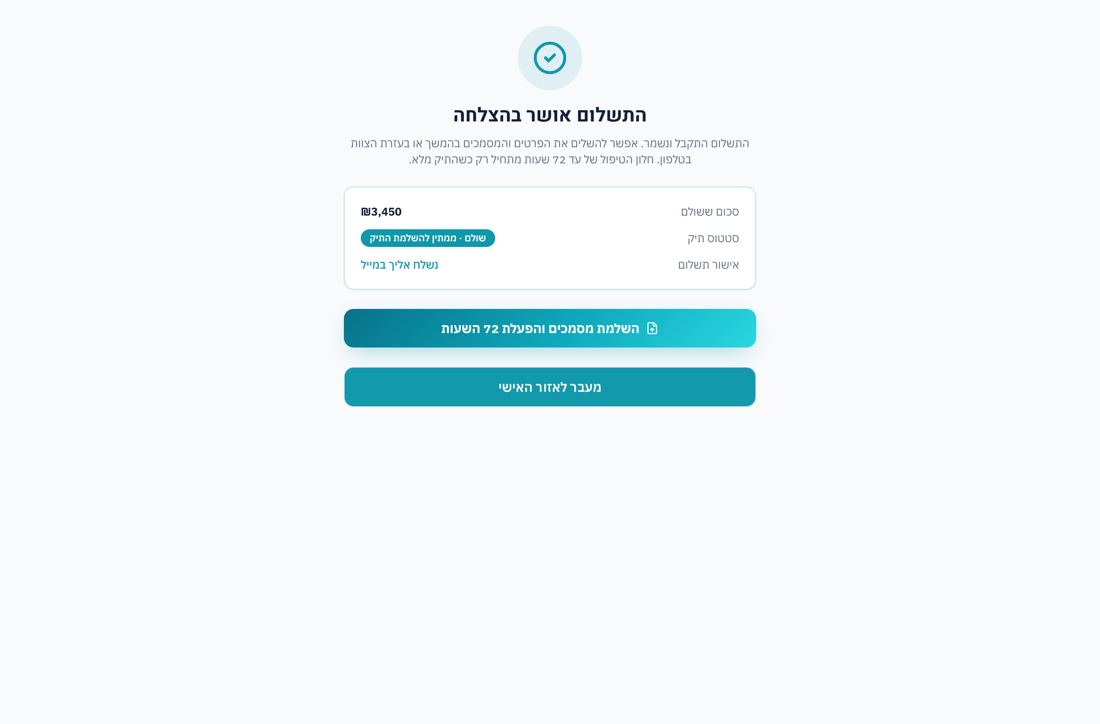 התשלום אושר בהצלחה
התשלום התקבל ונשמר. אפשר להשלים את הפרטים והמסמכים בהמשך או בעזרת הצוות
בטלפון. חלון הטיפול של עד 72 שעות מתחיל רק כשהתיק מלא.
סכום ששולם ₪3,450
סטטוס תיק שולם · ממתין להשלמת התיק
אישור תשלום נשלח אליך במייל
השלמת מסמכים והפעלת 72 השעות
מעבר לאזור האישי